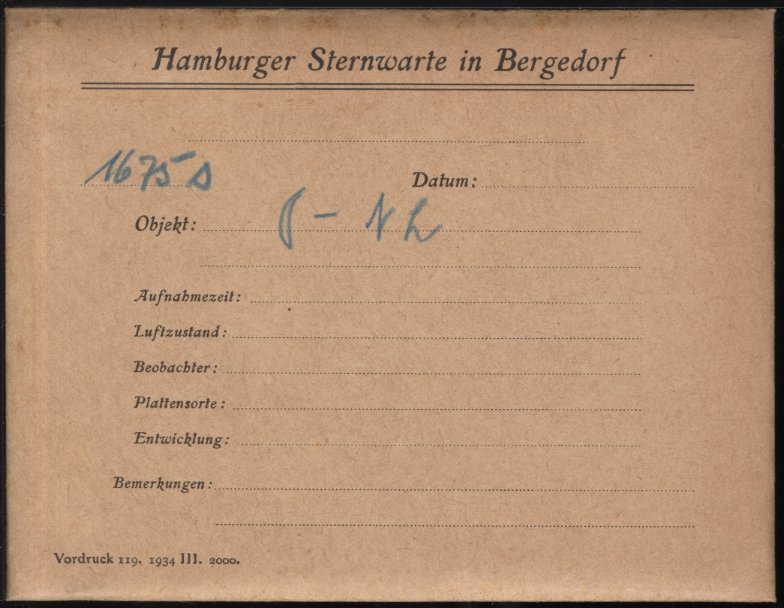 Hamburger Sternwarte in Bergedorf
1675 s
Datum:
Objekt:
Aufnahmezeit:
Luftzustand:
Beobachter:
Plattensorte:
Entwicklung:
Bemerkungen:
Vordruck 119. 1934 III. 2000.